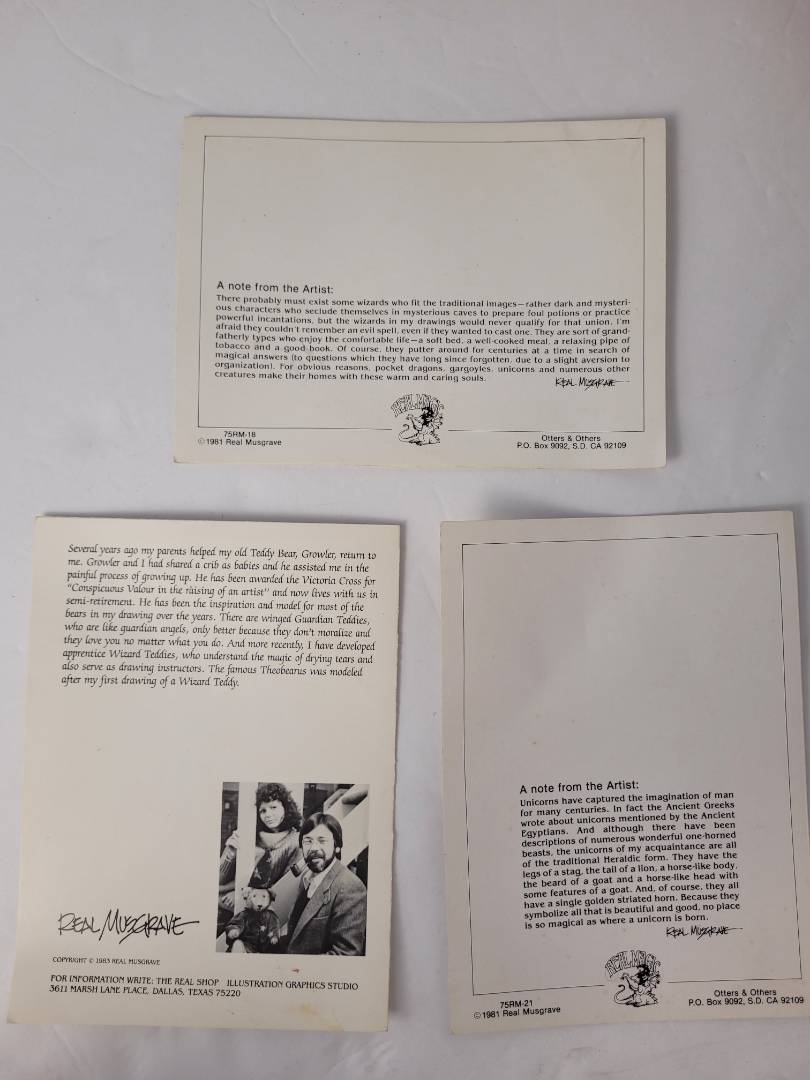 A note from the Artist:
There probably must exist some wizards who fit the traditional images—rather dark and mysteri-
ous characters who seclude themselves in mysterious caves to prepare foul potions or practice
powerful incantations, but the wizards in my drawings would never qualify for that union. I'm
afraid they couldn't remember an evil spell, even if they wanted to cast one. They are sort of grand-
fatherly types who enjoy the comfortable life—a soft bed, a well-cooked meal, a relaxing pipe of
tobacco and a good book. Of course, they putter around for centuries at a time in search of
magical answers (to questions which they have long since forgotten, due to a slight aversion to
organization). For obvious reasons, pocket dragons, gargoyles, unicorns and numerous other
creatures make their homes with these warm and caring souls.
REAL MUSGRAVE
REAL MAGIC
75RM-18
© 1981 Real Musgrave
Otters & Others
P.O. Box 9092, S.D. CA 92109
Several years ago my parents helped my old Teddy Bear, Growler, return to
me. Growler and I had shared a crib as babies and he assisted me in the
painful process of growing up. He has been awarded the Victoria Cross for
"Conspicuous Valour in the raising of an artist" and now lives with us in
semi-retirement. He has been the inspiration and model for most of the
bears in my drawing over the years. There are winged Guardian Teddies,
who are like guardian angels, only better because they don't moralize and
they love you no matter what you do. And more recently, I have developed
apprentice Wizard Teddies, who understand the magic of drying tears and
also serve as drawing instructors. The famous Theobearus was modeled
after my first drawing of a Wizard Teddy.
REAL MUSGRAVE
COPYRIGHT © 1983 REAL MUSGRAVE
FOR INFORMATION WRITE: THE REAL SHOP ILLUSTRATION GRAPHICS STUDIO
3611 MARSH LANE PLACE, DALLAS, TEXAS 75220
A note from the Artist:
Unicorns have captured the imagination of man
for many centuries. In fact the Ancient Greeks
wrote about unicorns mentioned by the Ancient
Egyptians. And although there have been
descriptions of numerous wonderful one-horned
beasts, the unicorns of my acquaintance are all
of the traditional Heraldic form. They have the
legs of a stag, the tail of a lion, a horse-like body,
the beard of a goat and a horse-like head with
some features of a goat. And, of course, they all
have a single golden striated horn. Because they
symbolize all that is beautiful and good, no place
is so magical as where a unicorn is born.
REAL MUSGRAVE
REAL MAGIC
75RM-21
© 1981 Real Musgrave
Otters & Others
P.O. Box 9092, S.D. CA 92109